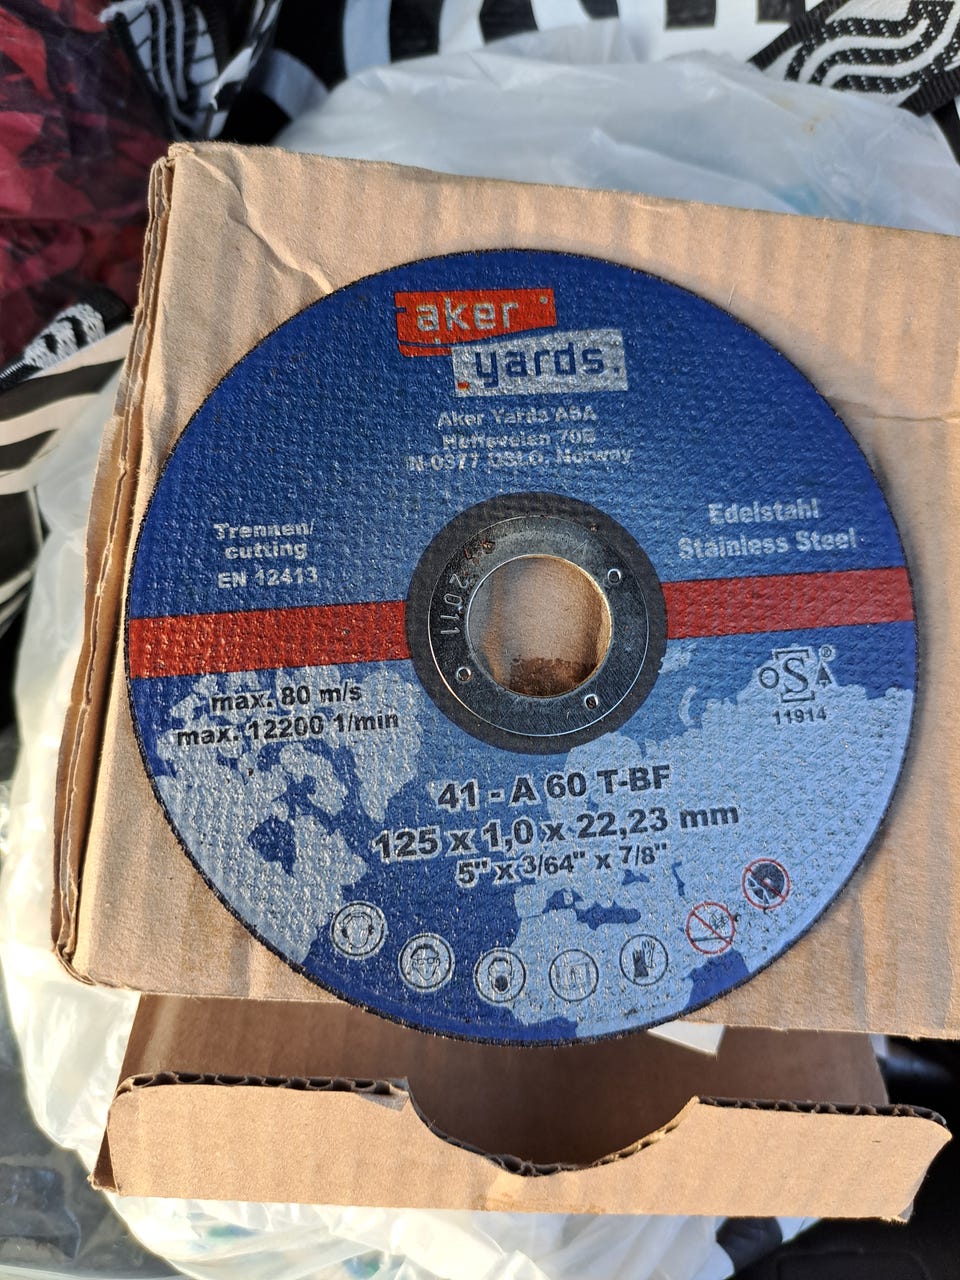 aker
yards.
Aker Yards ASA
Hoffsveien 70B
N-0377 OSLO, Norway
Trennen/
cutting
EN 12413
Edelstahl
Stainless Steel
2011
OSA®
11914
max. 80 m/s
max. 12200 1/min
41 - A 60 T-BF
125 x 1,0 x 22,23 mm
5" x 3/64" x 7/8"